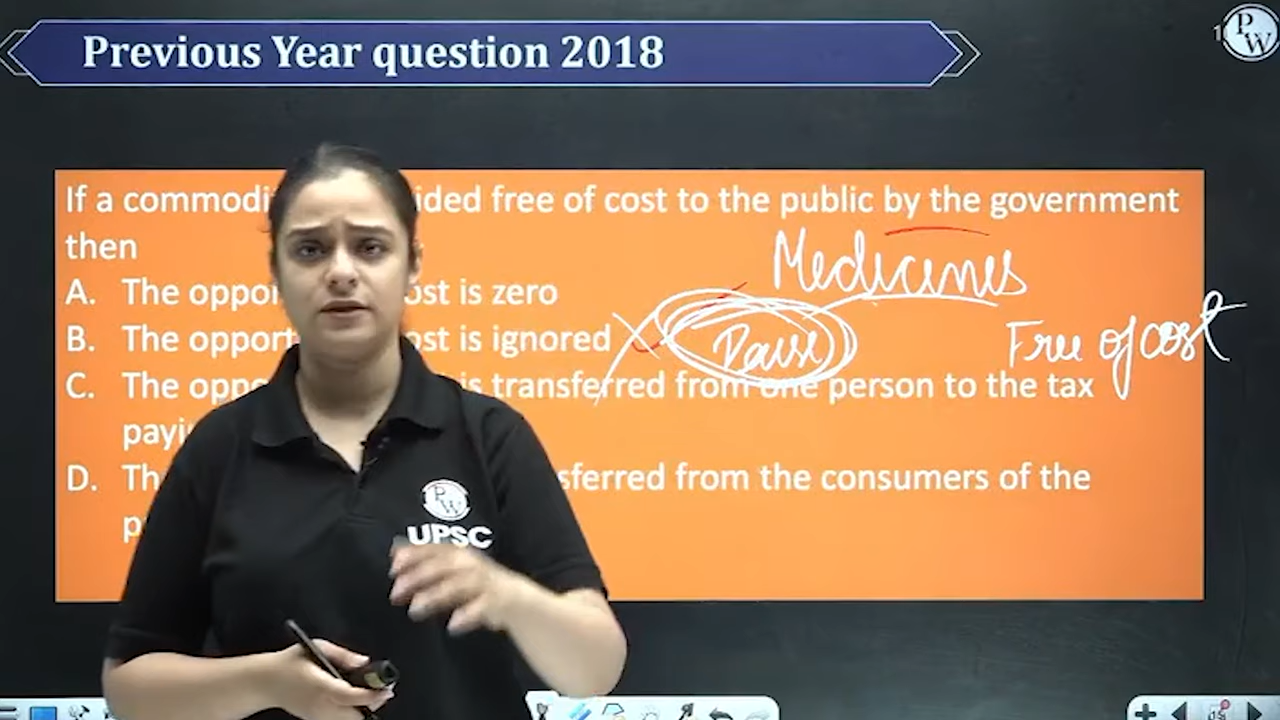 Previous Year question 2018
PW
If a commodi ided free of cost to the public by the government
then
Medicines
A. The oppor ost is zero
B. The opport ost is ignored
Free of cost
C. The oppo is transferred from one person to the tax
payi
D. Th sferred from the consumers of the
p
PW
UPSC